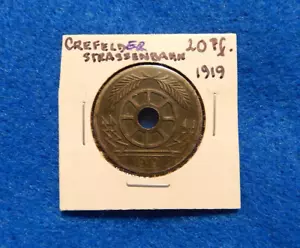 CREFELDER 20 Pf.
STRASSENBAHN
1919